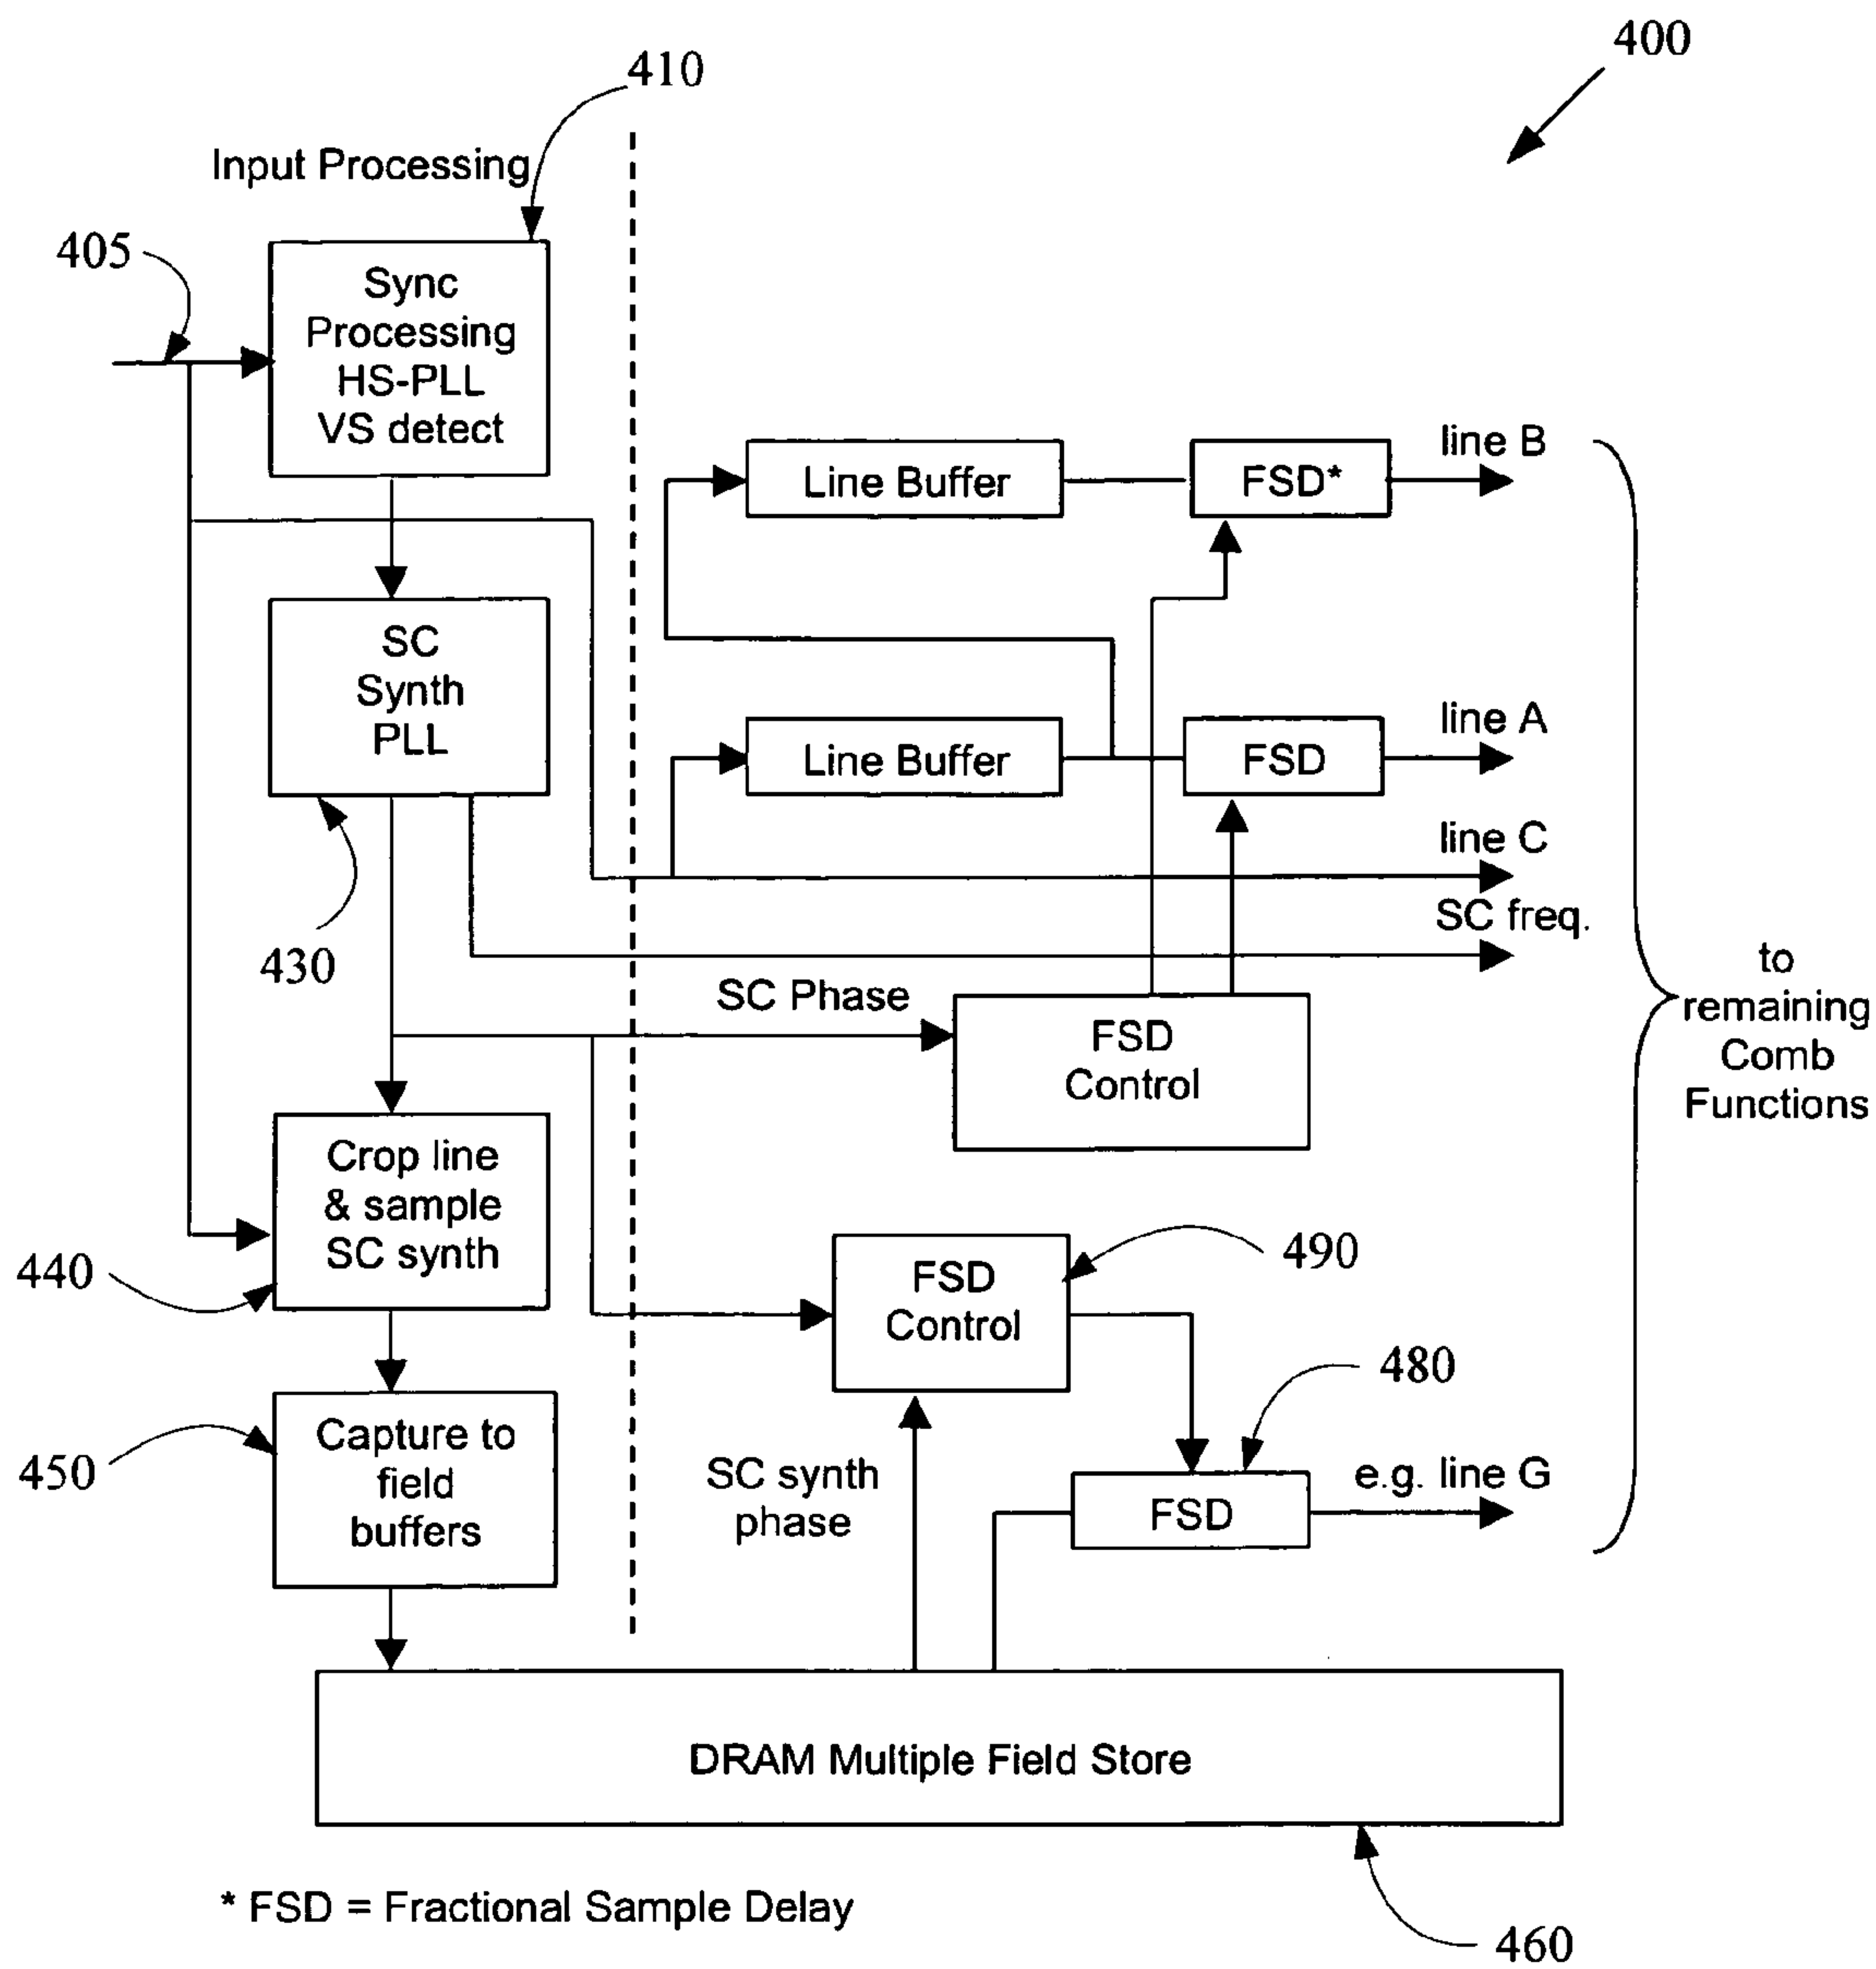 400
410
Input Processing
405
Sync
Processing
HS-PLL
VS detect
line B
Line Buffer
FSD*
SC
Synth
PLL
line A
Line Buffer
FSD
line C
SC freq.
430
to
remaining
Comb
Functions
SC Phase
FSD
Control
Crop line
& sample
SC synth
440
FSD
Control
490
480
Capture to
field
buffers
450
SC synth
phase
e.g. line G
FSD
DRAM Multiple Field Store
* FSD = Fractional Sample Delay
460